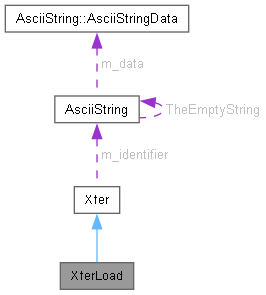 AsciiString::AsciiStringData
m_data
AsciiString
TheEmptyString
m_identifier
Xfer
XferLoad